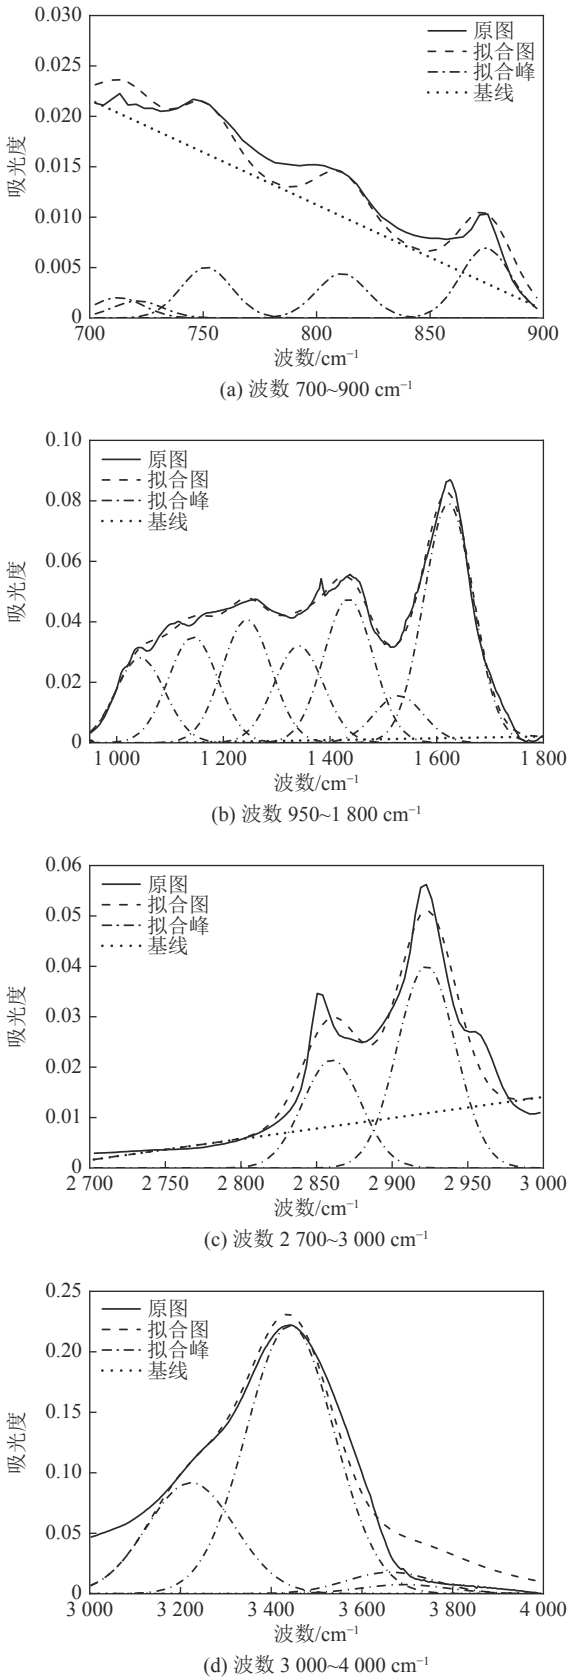 0.030
0.025
0.020
0.015
0.010
0.005
0
吸光度
原图
拟合图
拟合峰
基线
700 750 800 850 900
波数/cm⁻¹
(a) 波数 700~900 cm⁻¹
0.10
0.08
0.06
0.04
0.02
0
吸光度
原图
拟合图
拟合峰
基线
1 000 1 200 1 400 1 600 1 800
波数/cm⁻¹
(b) 波数 950~1 800 cm⁻¹
0.06
0.05
0.04
0.03
0.02
0.01
0
吸光度
原图
拟合图
拟合峰
基线
2 700 2 750 2 800 2 850 2 900 2 950 3 000
波数/cm⁻¹
(c) 波数 2 700~3 000 cm⁻¹
0.25
0.20
0.15
0.10
0.05
0
吸光度
原图
拟合图
拟合峰
基线
3 000 3 200 3 400 3 600 3 800 4 000
波数/cm⁻¹
(d) 波数 3 000~4 000 cm⁻¹